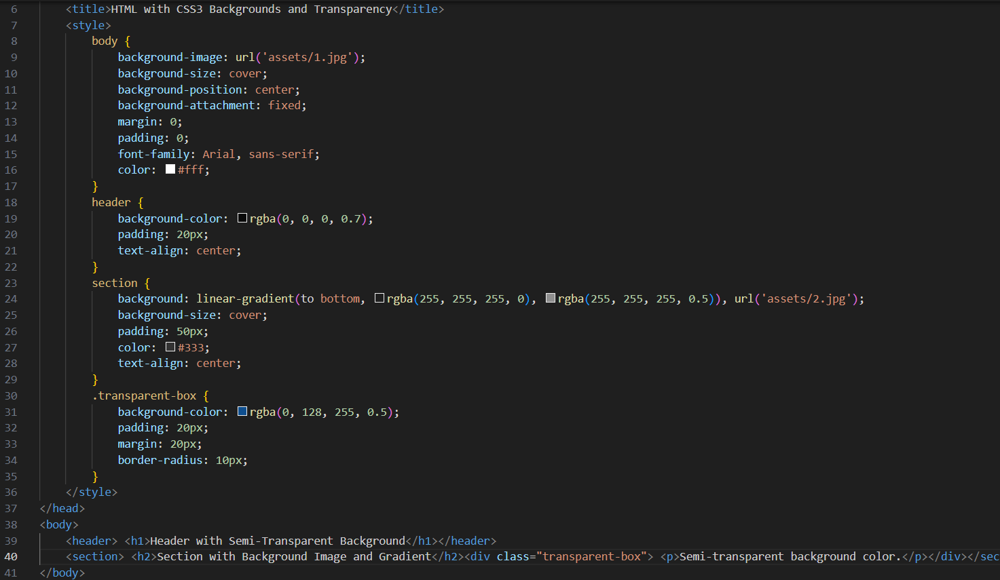 6 <title>HTML with CSS3 Backgrounds and Transparency</title>
7 <style>
8 body {
9 background-image: url('assets/1.jpg');
10 background-size: cover;
11 background-position: center;
12 background-attachment: fixed;
13 margin: 0;
14 padding: 0;
15 font-family: Arial, sans-serif;
16 color: #fff;
17 }
18 header {
19 background-color: rgba(0, 0, 0, 0.7);
20 padding: 20px;
21 text-align: center;
22 }
23 section {
24 background: linear-gradient(to bottom, rgba(255, 255, 255, 0), rgba(255, 255, 255, 0.5)), url('assets/2.jpg');
25 background-size: cover;
26 padding: 50px;
27 color: #333;
28 text-align: center;
29 }
30 .transparent-box {
31 background-color: rgba(0, 128, 255, 0.5);
32 padding: 20px;
33 margin: 20px;
34 border-radius: 10px;
35 }
36 </style>
37 </head>
38 <body>
39 <header> <h1>Header with Semi-Transparent Background</h1></header>
40 <section> <h2>Section with Background Image and Gradient</h2><div class="transparent-box"> <p>Semi-transparent background color.</p></div></sec
41 </body>